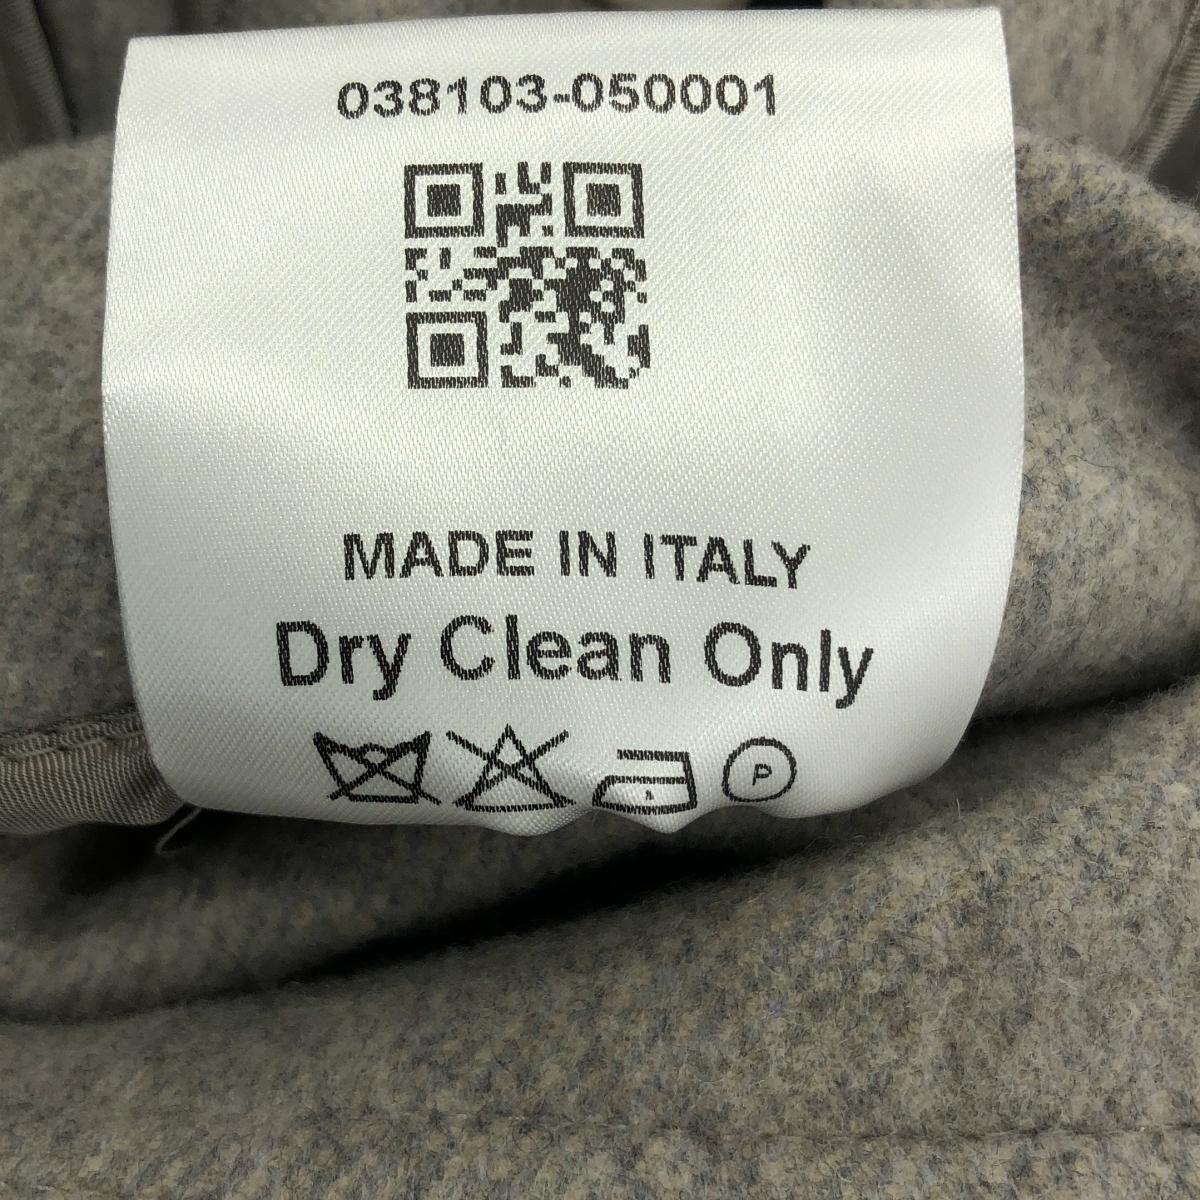 038103-050001
MADE IN ITALY
Dry Clean Only
P